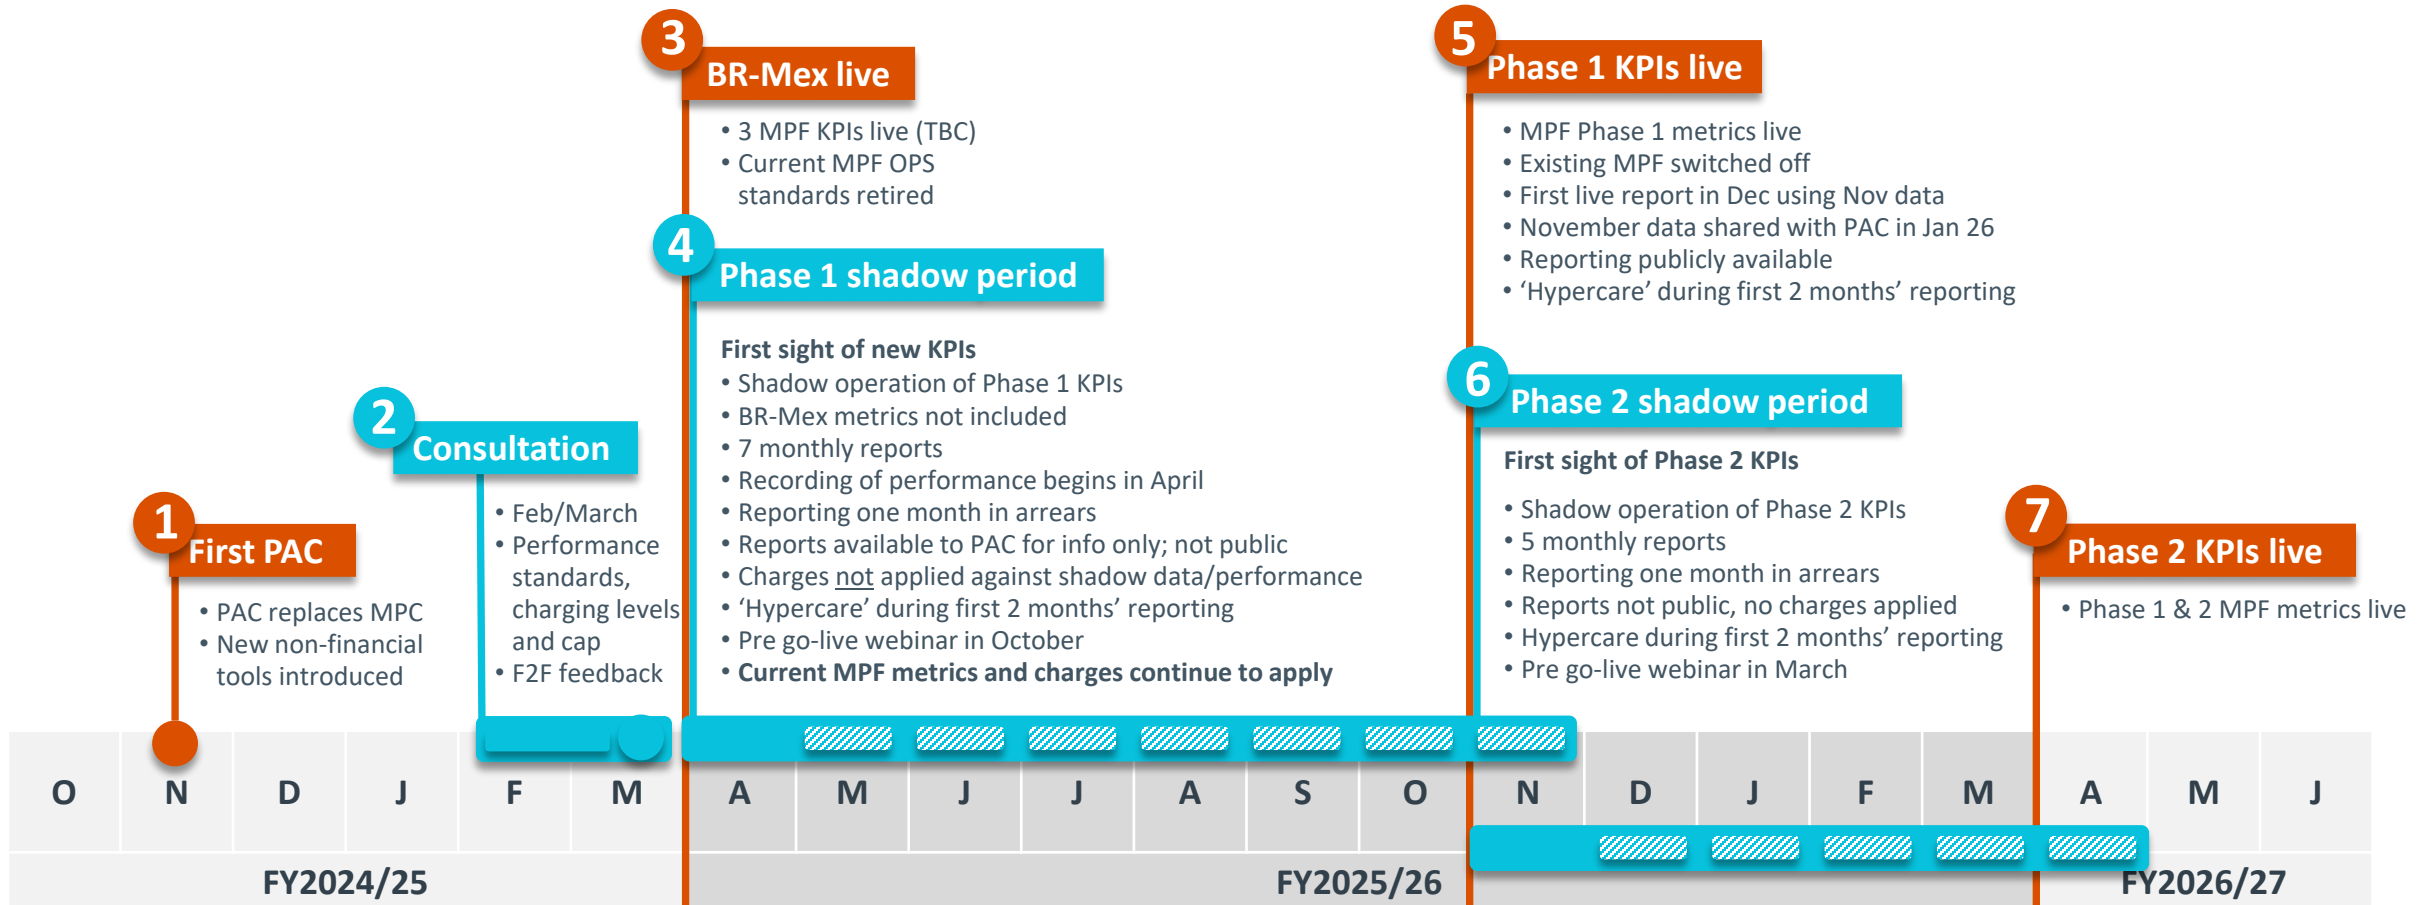 1
First PAC
• PAC replaces MPC
• New non-financial
tools introduced
2
Consultation
• Feb/March
• Performance
standards,
charging levels
and cap
• F2F feedback
3
BR-Mex live
• 3 MPF KPIs live (TBC)
• Current MPF OPS
standards retired
4
Phase 1 shadow period
First sight of new KPIs
• Shadow operation of Phase 1 KPIs
• BR-Mex metrics not included
• 7 monthly reports
• Recording of performance begins in April
• Reporting one month in arrears
• Reports available to PAC for info only; not public
• Charges not applied against shadow data/performance
• ‘Hypercare’ during first 2 months’ reporting
• Pre go-live webinar in October
• Current MPF metrics and charges continue to apply
5
Phase 1 KPIs live
• MPF Phase 1 metrics live
• Existing MPF switched off
• First live report in Dec using Nov data
• November data shared with PAC in Jan 26
• Reporting publicly available
• ‘Hypercare’ during first 2 months’ reporting
6
Phase 2 shadow period
First sight of Phase 2 KPIs
• Shadow operation of Phase 2 KPIs
• 5 monthly reports
• Reporting one month in arrears
• Reports not public, no charges applied
• Hypercare during first 2 months’ reporting
• Pre go-live webinar in March
7
Phase 2 KPIs live
• Phase 1 & 2 MPF metrics live
O N D J F M A M J J A S O N D J F M A M J
FY2024/25 FY2025/26 FY2026/27